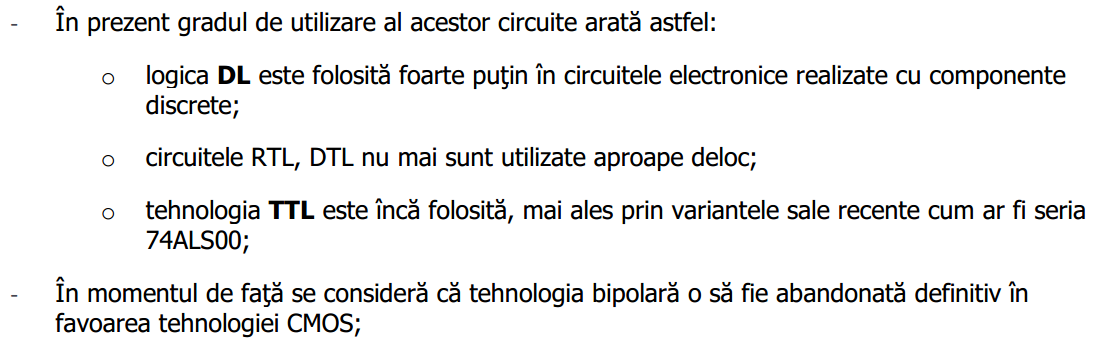 - În prezent gradul de utilizare al acestor circuite arată astfel:
o logica DL este folosită foarte puţin în circuitele electronice realizate cu componente
discrete;
o circuitele RTL, DTL nu mai sunt utilizate aproape deloc;
o tehnologia TTL este încă folosită, mai ales prin variantele sale recente cum ar fi seria
74ALS00;
- În momentul de faţă se consideră că tehnologia bipolară o să fie abandonată definitiv în
favoarea tehnologiei CMOS;